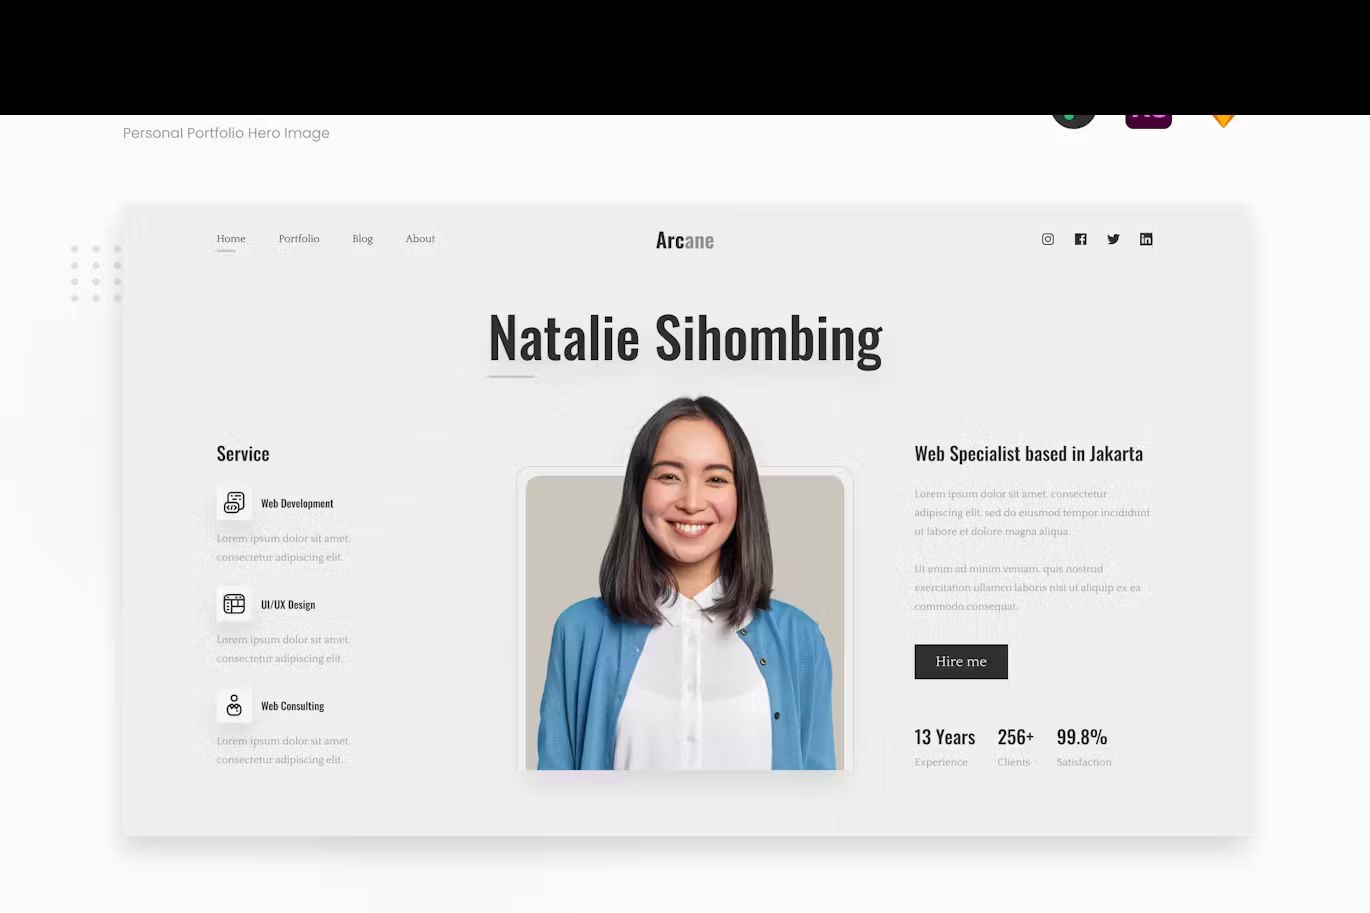 Personal Portfolio Hero Image
Home Portfolio Blog About
Arcane
Natalie Sihombing
Service
Web Development
Lorem ipsum dolor sit amet,
consectetur adipiscing elit.
UI/UX Design
Lorem ipsum dolor sit amet,
consectetur adipiscing elit.
Web Consulting
Lorem ipsum dolor sit amet,
consectetur adipiscing elit.
Web Specialist based in Jakarta
Lorem ipsum dolor sit amet, consectetur
adipiscing elit, sed do eiusmod tempor incididunt
ut labore et dolore magna aliqua.
Ut enim ad minim veniam, quis nostrud
exercitation ullamco laboris nisi ut aliquip ex ea
commodo consequat.
Hire me
13 Years 256+ 99.8%
Experience Clients Satisfaction